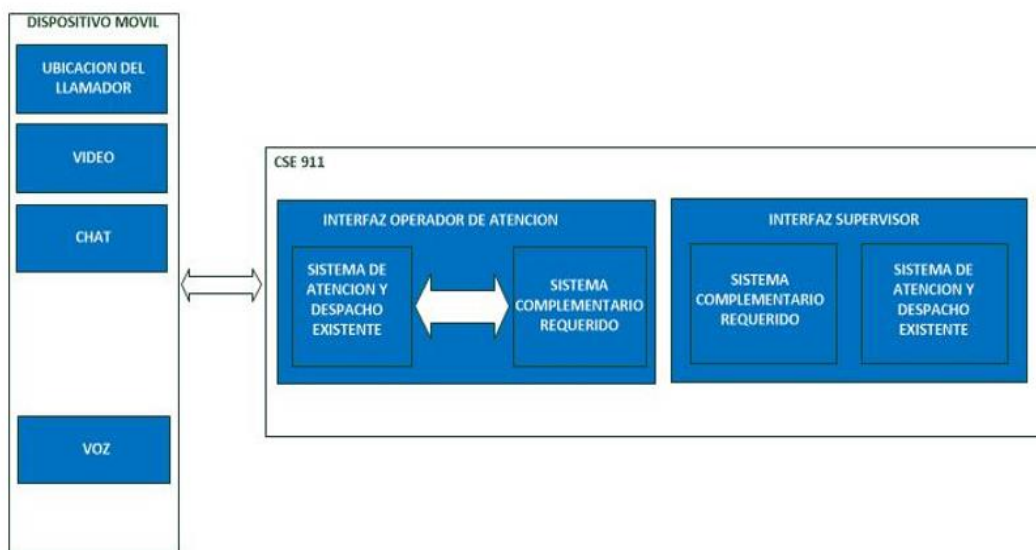 DISPOSITIVO MOVIL
UBICACION DEL
LLAMADOR
VIDEO
CHAT
VOZ
CSE 911
INTERFAZ OPERADOR DE ATENCION
SISTEMA DE
ATENCION Y
DESPACHO
EXISTENTE
SISTEMA
COMPLEMENTARIO
REQUERIDO
INTERFAZ SUPERVISOR
SISTEMA
COMPLEMENTARIO
REQUERIDO
SISTEMA DE
ATENCION Y
DESPACHO
EXISTENTE